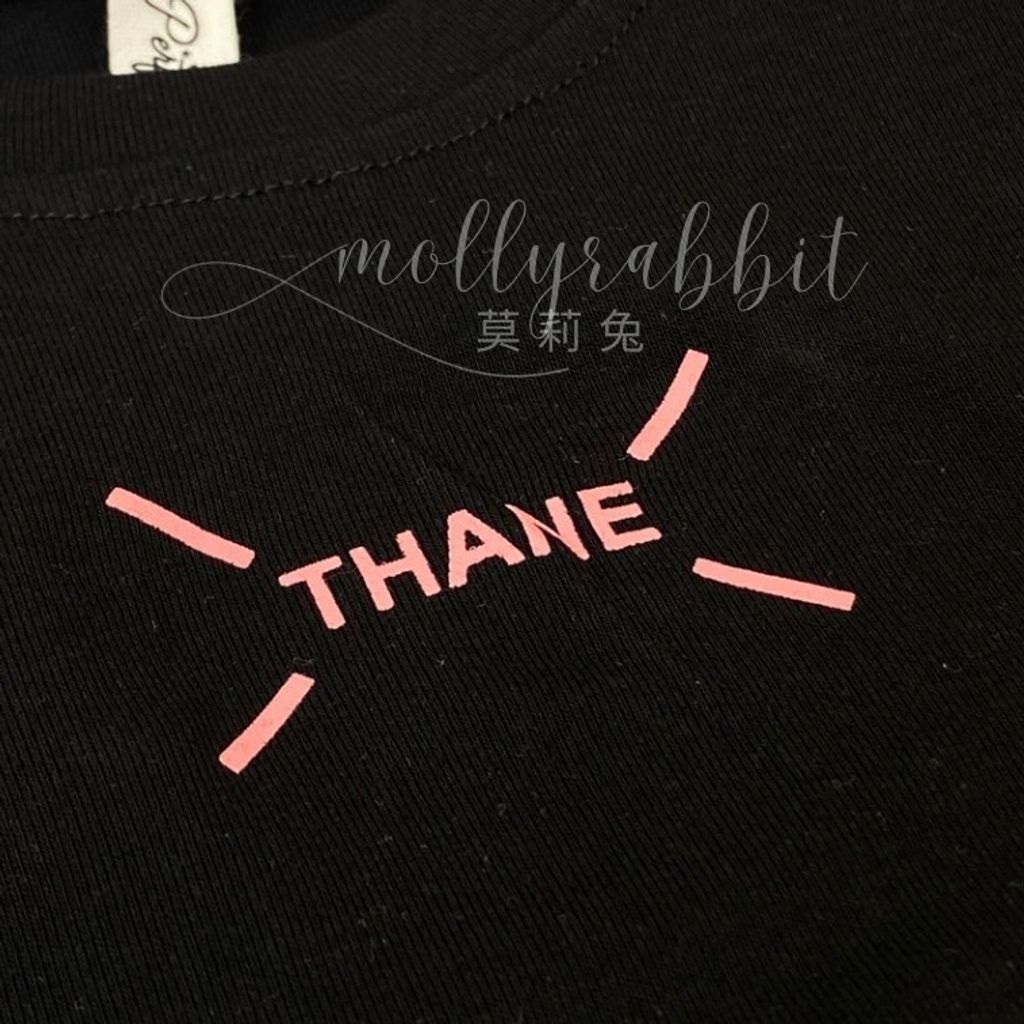 mollyrabbit
莫莉兔
THANE